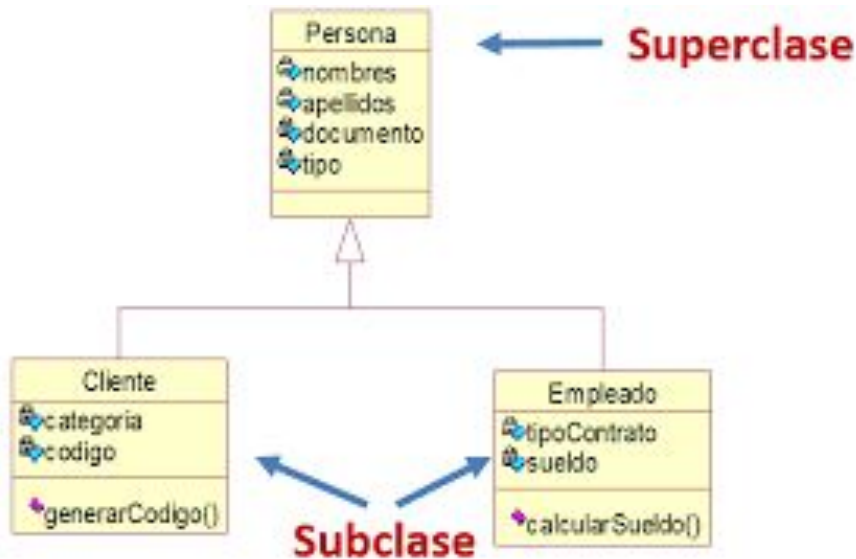 Persona
Superclase
nombres
apellidos
documento
tipo
Cliente
categoria
codigo
generarCodigo()
Empleado
tipoContrato
sueldo
calcularSueldo()
Subclase